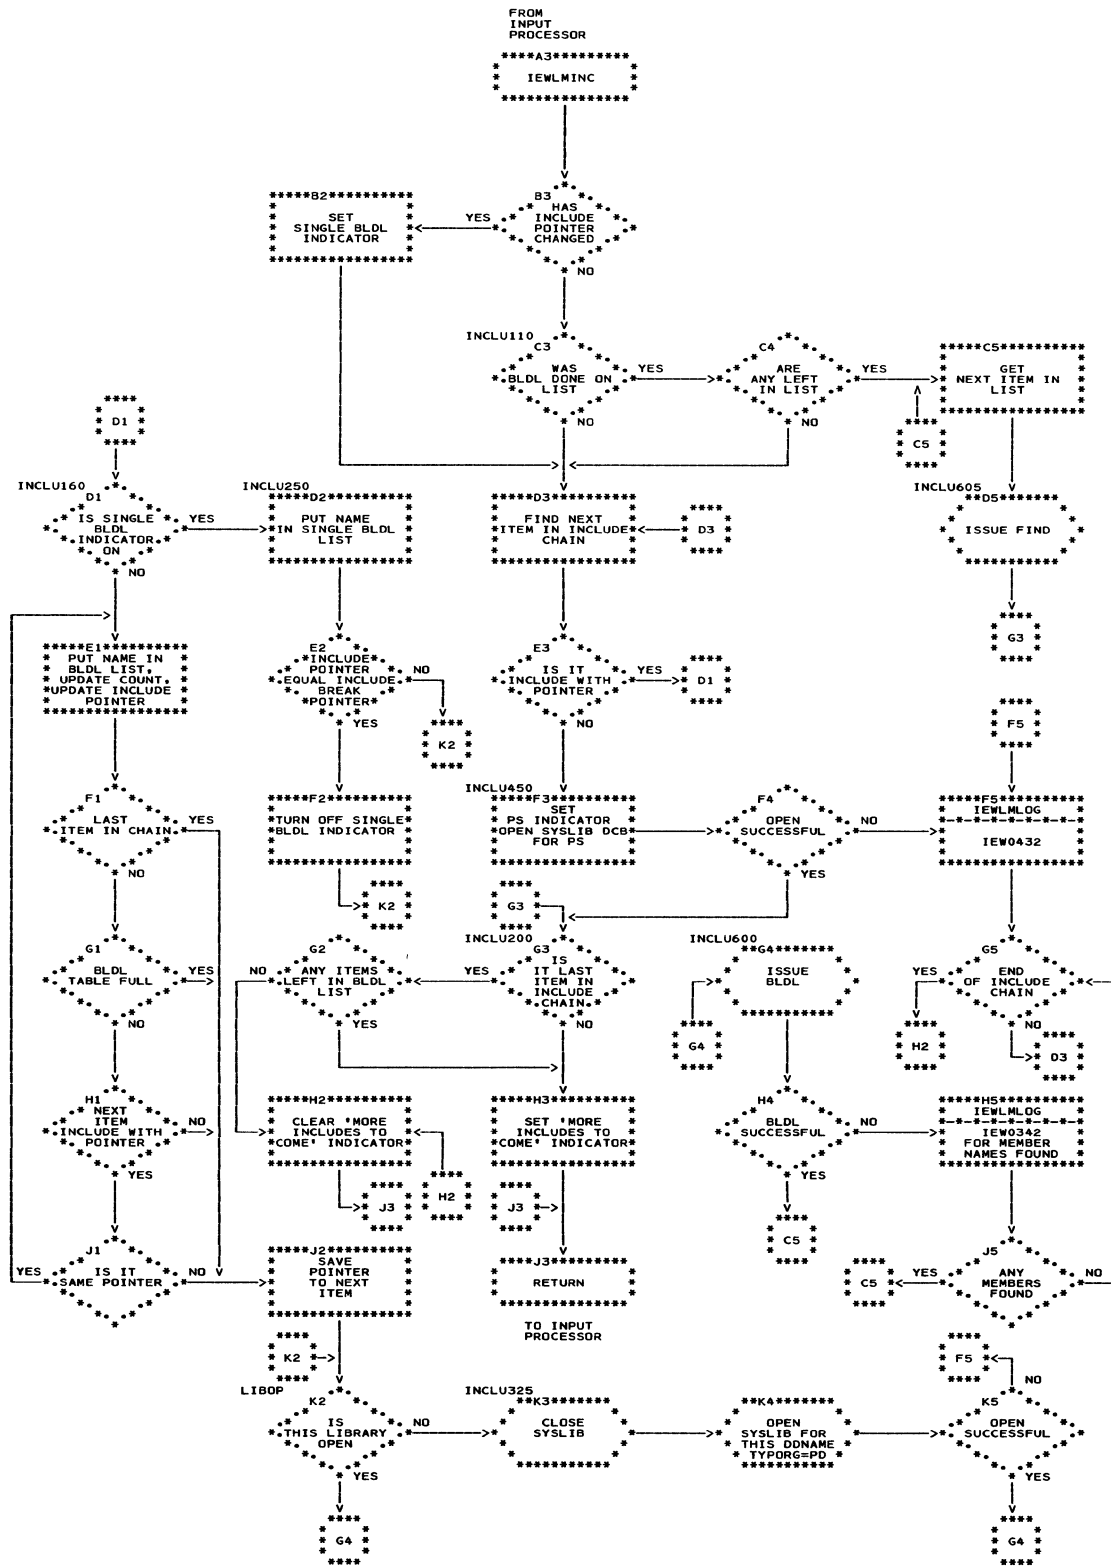 FROM
INPUT
PROCESSOR
A3
IEWLMINC
B2
SET
SINGLE BLDL
INDICATOR
YES
B3
HAS
INCLUDE
POINTER
CHANGED
NO
INCLU110
C3
WAS
BLDL DONE ON
LIST
YES
NO
C4
ARE
ANY LEFT
IN LIST
YES
NO
C5
GET
NEXT ITEM IN
LIST
C5
D1
INCLU160
D1
IS SINGLE
BLDL
INDICATOR
ON
YES
NO
INCLU250
D2
PUT NAME
IN SINGLE BLDL
LIST
D3
FIND NEXT
ITEM IN INCLUDE
CHAIN
D3
INCLU605
D5
ISSUE FIND
G3
E1
PUT NAME IN
BLDL LIST,
UPDATE COUNT,
UPDATE INCLUDE
POINTER
E2
INCLUDE
POINTER
EQUAL INCLUDE
BREAK
POINTER
NO
YES
K2
E3
IS IT
INCLUDE WITH
POINTER
YES
NO
D1
F5
F1
LAST
ITEM IN CHAIN
YES
NO
F2
TURN OFF SINGLE
BLDL INDICATOR
K2
INCLU450
F3
SET
PS INDICATOR
OPEN SYSLIB DCB
FOR PS
F4
OPEN
SUCCESSFUL
NO
YES
F5
IEWLMLOG
IEW0432
G3
G1
BLDL
TABLE FULL
YES
NO
G2
ANY ITEMS
LEFT IN BLDL
LIST
NO
YES
INCLU200
G3
IS
IT LAST
ITEM IN
INCLUDE
CHAIN
YES
NO
INCLU600
G4
ISSUE
BLDL
G4
G5
END
OF INCLUDE
CHAIN
YES
NO
H2
D3
H1
NEXT
ITEM
INCLUDE WITH
POINTER
NO
YES
H2
CLEAR 'MORE
INCLUDES TO
COME' INDICATOR
H2
J3
H3
SET 'MORE
INCLUDES TO
COME' INDICATOR
J3
H4
BLDL
SUCCESSFUL
NO
YES
C5
H5
IEWLMLOG
IEW0342
FOR MEMBER
NAMES FOUND
J1
IS IT
SAME POINTER
YES
NO
J2
SAVE
POINTER
TO NEXT
ITEM
J3
RETURN
TO INPUT
PROCESSOR
C5
J5
ANY
MEMBERS
FOUND
YES
NO
K2
LIBOP
K2
IS
THIS LIBRARY
OPEN
NO
YES
G4
INCLU325
K3
CLOSE
SYSLIB
K4
OPEN
SYSLIB FOR
THIS DDNAME
TYPORG=PD
F5
NO
K5
OPEN
SUCCESSFUL
YES
G4